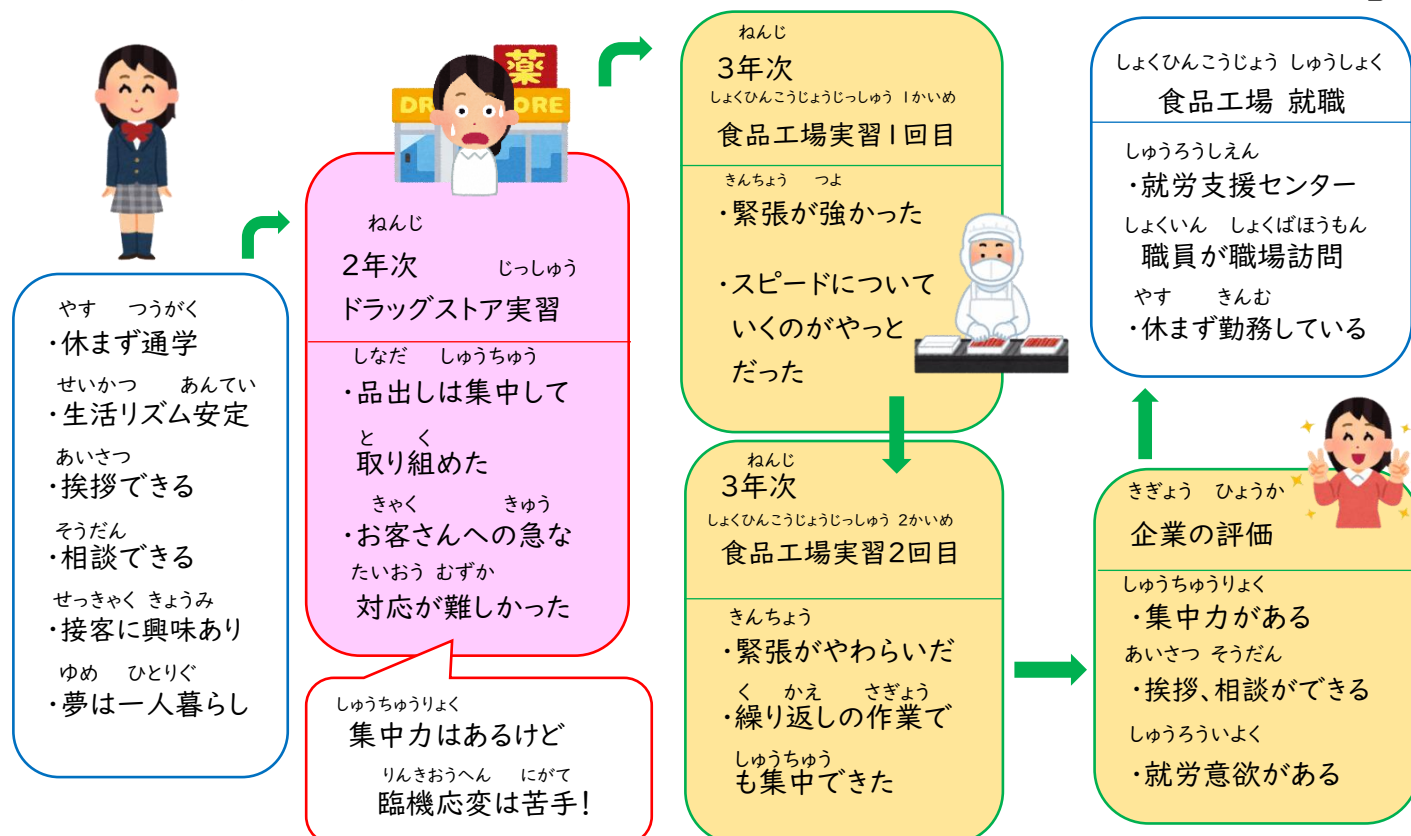 やす つうがく
・休まず通学
せいかつ あんてい
・生活リズム安定
あいさつ
・挨拶できる
そうだん
・相談できる
せっきゃく きょうみ
・接客に興味あり
ゆめ ひとりぐ
・夢は一人暮らし
薬
ねんじ
2年次
じっしゅう
ドラッグストア実習
しなだ しゅうちゅう
・品出しは集中して
と く
取り組めた
きゃく きゅう
・お客さんへの急な
たいおう むずか
対応が難しかった
しゅうちゅうりょく
集中力はあるけど
りんきおうへん にがて
臨機応変は苦手!
ねんじ
3年次
しょくひんこうじょうじっしゅう 1かいめ
食品工場実習1回目
きんちょう つよ
・緊張が強かった
・スピードについて
いくのがやっと
だった
ねんじ
3年次
しょくひんこうじょうじっしゅう 2かいめ
食品工場実習2回目
きんちょう
・緊張がやわらいだ
く かえ さぎょう
・繰り返しの作業で
しゅうちゅう
も集中できた
きぎょう ひょうか
企業の評価
しゅうちゅうりょく
・集中力がある
あいさつ そうだん
・挨拶、相談ができる
しゅうろういよく
・就労意欲がある
しょくひんこうじょう しゅうしょく
食品工場 就職
しゅうろうしえん
・就労支援センター
しょくいん しょくばほうもん
職員が職場訪問
やす きんむ
・休まず勤務している